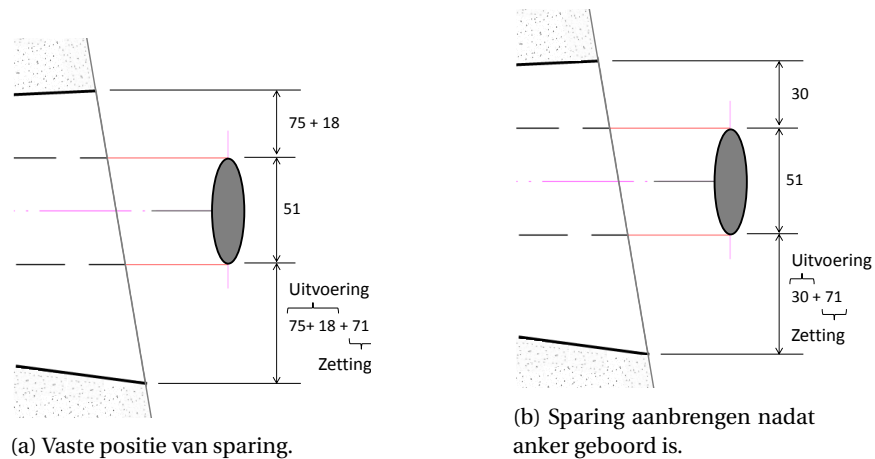 75 + 18
51
Uitvoering
75+ 18 + 71
Zetting
(a) Vaste positie van sparing.
30
51
Uitvoering
30 + 71
Zetting
(b) Sparing aanbrengen nadat
anker geboord is.